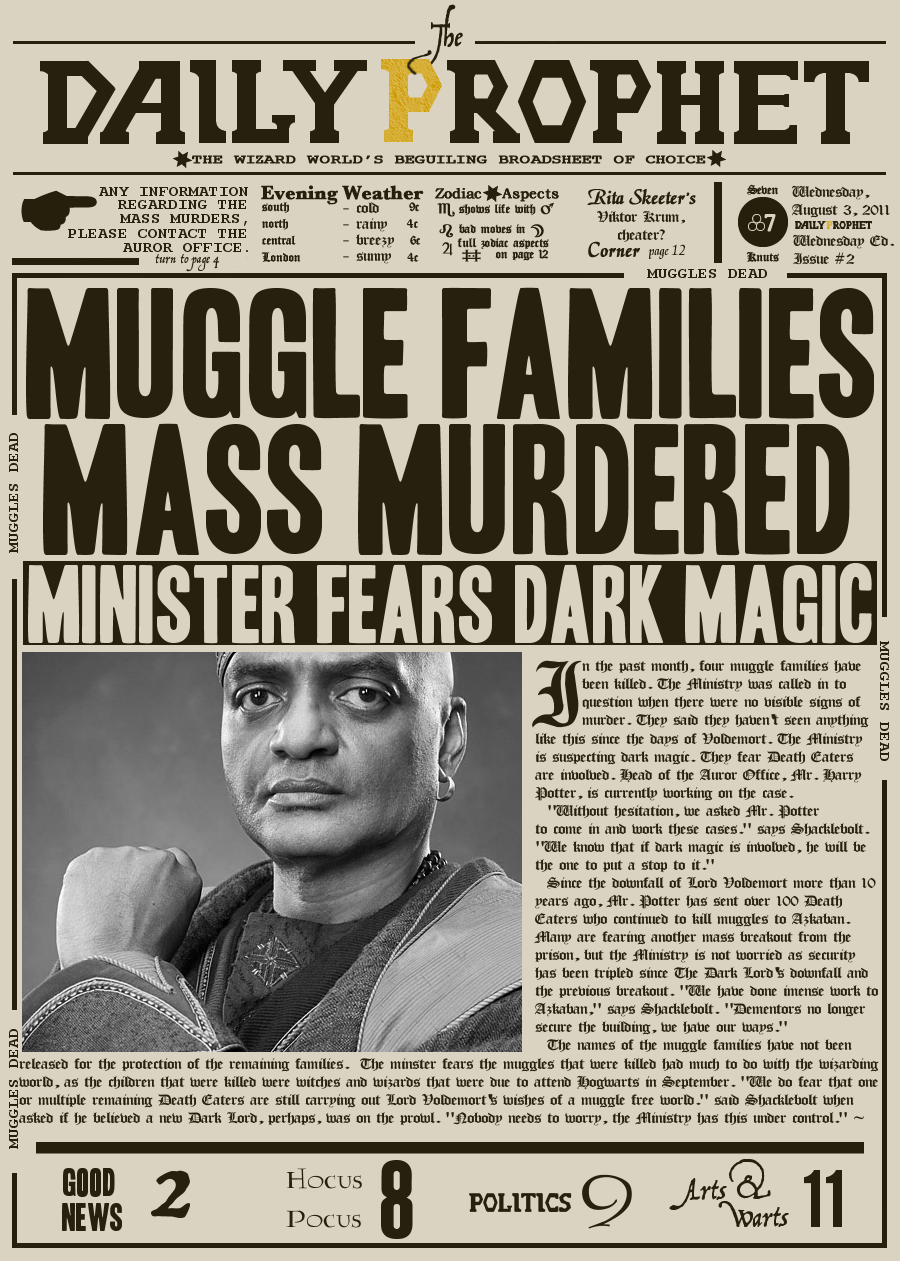 The
DAILY PROPHET
THE WIZARD WORLD'S BEGUILING BROADSHEET OF CHOICE
ANY INFORMATION
REGARDING THE
MASS MURDERS,
PLEASE CONTACT THE
AUROR OFFICE.
turn to page 4
Evening Weather
south - cold 9c
north - rainy 4c
central - breezy 6c
London - sunny 4c
Zodiac Aspects
♏ shows life with ♂
♌ bad moves in ☽
♃ full zodiac aspects
on page 12
Rita Skeeter's
Viktor Krum,
cheater?
Corner page 12
Seven
7
Knuts
Wednesday,
August 3, 2011
DAILY PROPHET
Wednesday Ed.
Issue #2
MUGGLES DEAD
MUGGLE FAMILIES
MASS MURDERED
MINISTER FEARS DARK MAGIC
MUGGLES DEAD
MUGGLES DEAD
MUGGLES DEAD
In the past month, four muggle families have
been killed. The Ministry was called in to
question when there were no visible signs of
murder. They said they haven't seen anything
like this since the days of Voldemort. The Ministry
is suspecting dark magic. They fear Death Eaters
are involved. Head of the Auror Office, Mr. Harry
Potter, is currently working on the case.
"Without hesitation, we asked Mr. Potter
to come in and work these cases." says Shacklebolt.
"We know that if dark magic is involved, he will be
the one to put a stop to it."
Since the downfall of Lord Voldemort more than 10
years ago, Mr. Potter has sent over 100 Death
Eaters who continued to kill muggles to Azkaban.
Many are fearing another mass breakout from the
prison, but the Ministry is not worried as security
has been tripled since The Dark Lord's downfall and
the previous breakout. "We have done imense work to
Azkaban," says Shacklebolt. "Dementors no longer
secure the building, we have our ways."
The names of the muggle families have not been
released for the protection of the remaining families. The minster fears the muggles that were killed had much to do with the wizarding
world, as the children that were killed were witches and wizards that were due to attend Hogwarts in September. "We do fear that one
or multiple remaining Death Eaters are still carrying out Lord Voldemort's wishes of a muggle free world." said Shacklebolt when
asked if he believed a new Dark Lord, perhaps, was on the prowl. "Nobody needs to worry, the Ministry has this under control." ~
GOOD
NEWS 2
Hocus
Pocus 8
POLITICS 9
Arts &
Warts 11